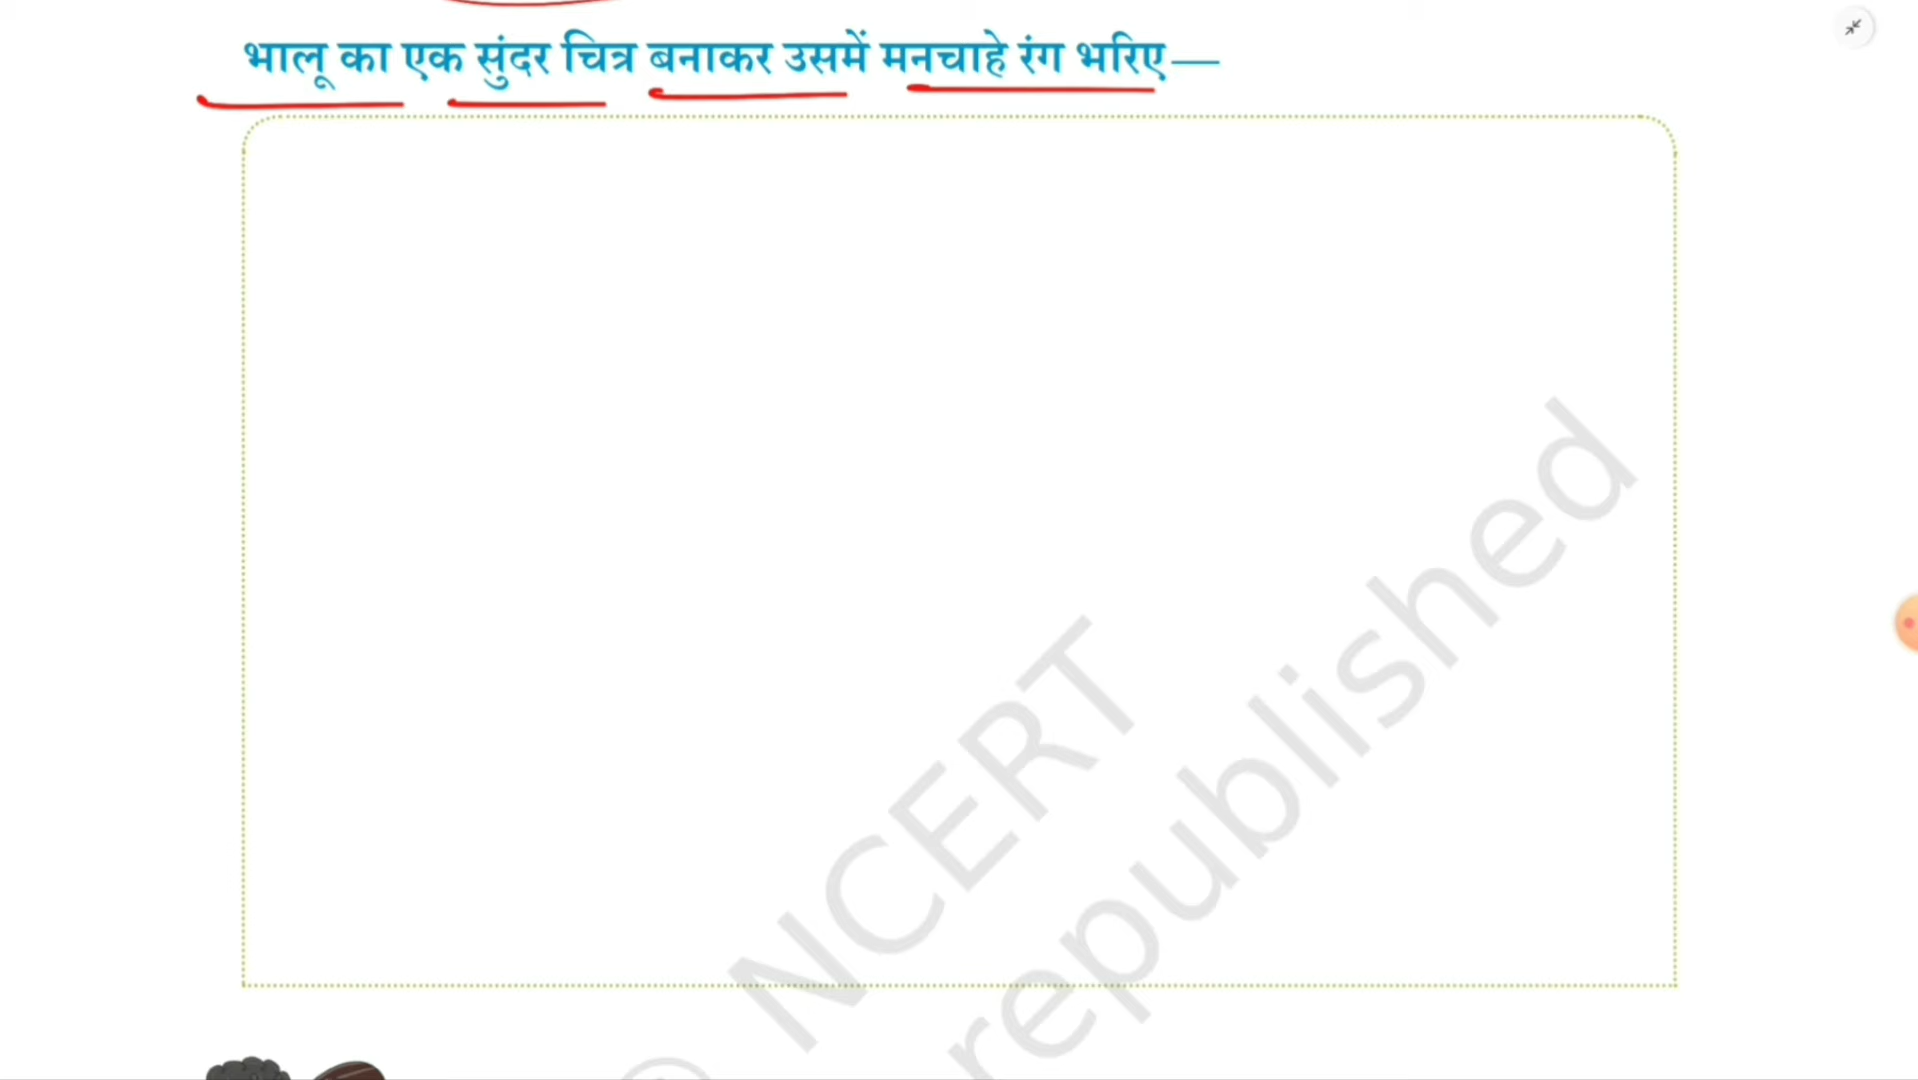 भालू का एक सुंदर चित्र बनाकर उसमें मनचाहे रंग भरिए—
© NCERT
republished